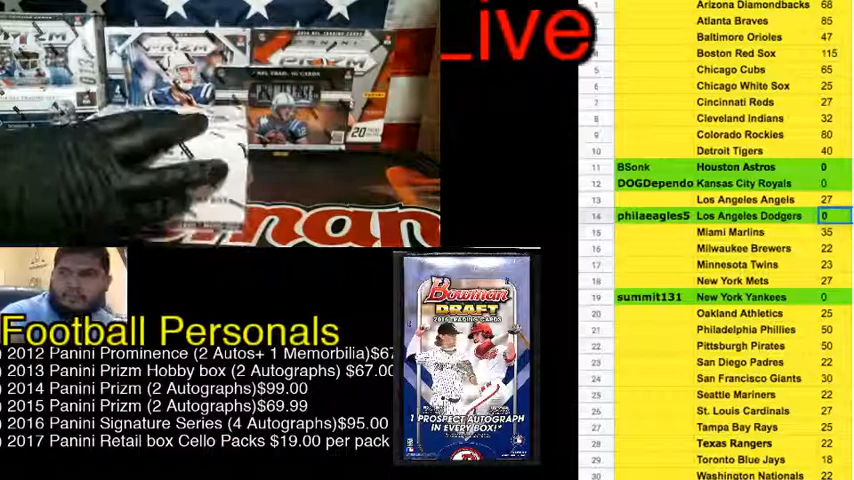 Live
PRIZM
PRIZM
Football Personals
) 2012 Panini Prominence (2 Autos+ 1 Memorbilia)$67
) 2013 Panini Prizm Hobby box (2 Autographs) $67.00
) 2014 Panini Prizm (2 Autographs)$99.00
) 2015 Panini Prizm (2 Autographs)$69.99
) 2016 Panini Signature Series (4 Autographs)$95.00
) 2017 Panini Retail box Cello Packs $19.00 per pack
Bowman
DRAFT
2016 TRADING CARDS
1 PROSPECT AUTOGRAPH
IN EVERY BOX!*
1 Arizona Diamondbacks 68
Atlanta Braves 85
Baltimore Orioles 47
4 Boston Red Sox 115
5 Chicago Cubs 65
6 Chicago White Sox 25
7 Cincinnati Reds 27
8 Cleveland Indians 32
9 Colorado Rockies 80
10 Detroit Tigers 40
11 BSonk Houston Astros 0
12 DOGDependo Kansas City Royals 0
13 Los Angeles Angels 27
14 philaeagles5 Los Angeles Dodgers 0
15 Miami Marlins 35
16 Milwaukee Brewers 22
17 Minnesota Twins 23
18 New York Mets 27
19 summit131 New York Yankees 0
20 Oakland Athletics 25
21 Philadelphia Phillies 50
22 Pittsburgh Pirates 50
23 San Diego Padres 22
24 San Francisco Giants 30
25 Seattle Mariners 22
26 St. Louis Cardinals 27
27 Tampa Bay Rays 25
28 Texas Rangers 22
29 Toronto Blue Jays 18
30 Washington Nationals 22